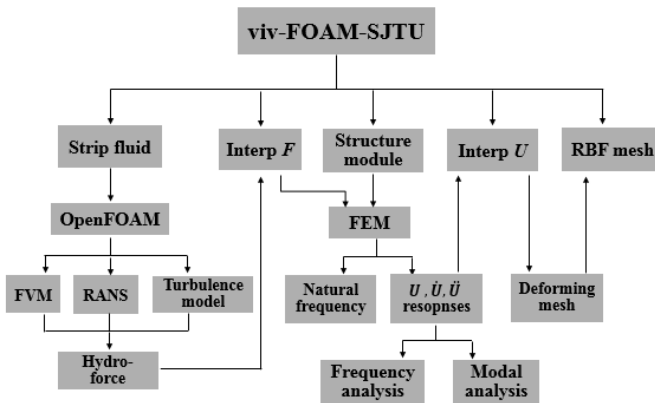 viv-FOAM-SJTU
Strip fluid
Interp F
Structure
module
Interp U
RBF mesh
OpenFOAM
FEM
FVM
RANS
Turbulence
model
Natural
frequency
U , U̇, Ü
resopnses
Deforming
mesh
Hydro-
force
Frequency
analysis
Modal
analysis